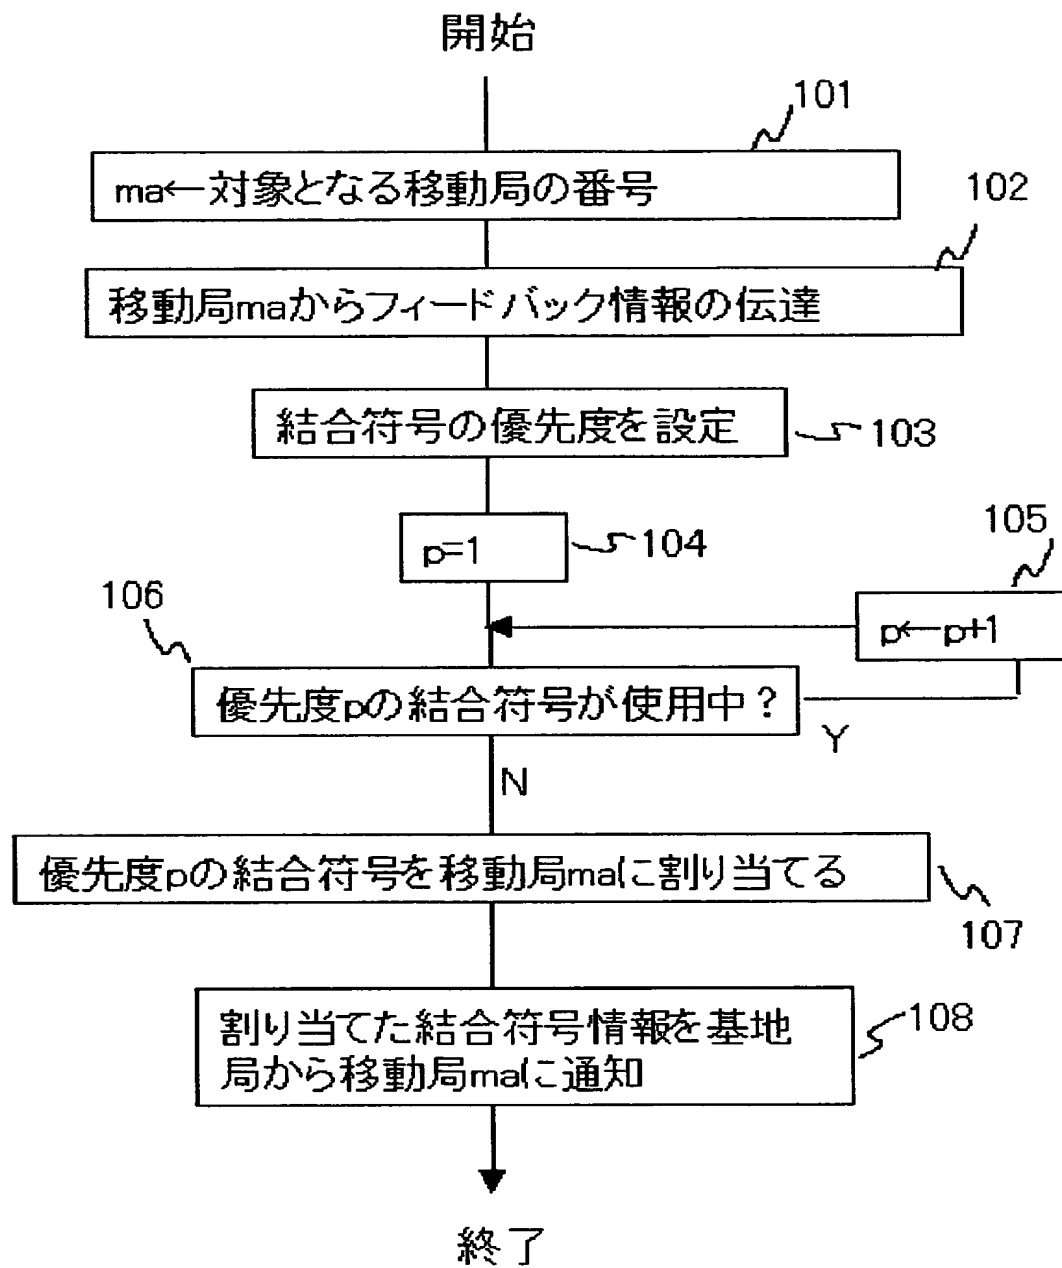 開始
101
ma←対象となる移動局の番号
102
移動局maからフィードバック情報の伝達
結合符号の優先度を設定
103
p=1
104
105
p←p+1
106
優先度pの結合符号が使用中？
Y
N
優先度pの結合符号を移動局maに割り当てる
107
割り当てた結合符号情報を基地
局から移動局maに通知
108
終了